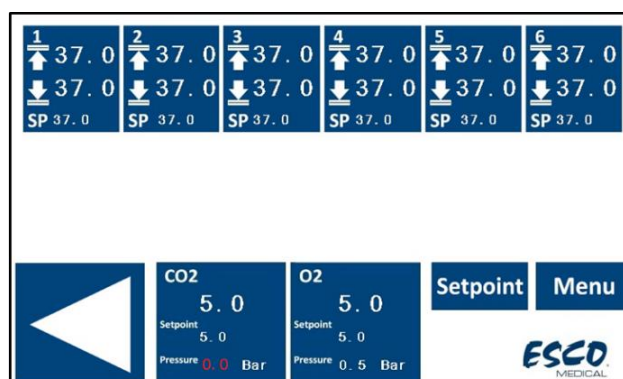 1 2 3 4 5 6
37.0 37.0 37.0 37.0 37.0 37.0
37.0 37.0 37.0 37.0 37.0 37.0
SP 37.0 SP 37.0 SP 37.0 SP 37.0 SP 37.0 SP 37.0
CO2
5.0
Setpoint
5.0
Pressure 0.0 Bar
O2
5.0
Setpoint
5.0
Pressure 0.5 Bar
Setpoint
Menu
ESCO
MEDICAL